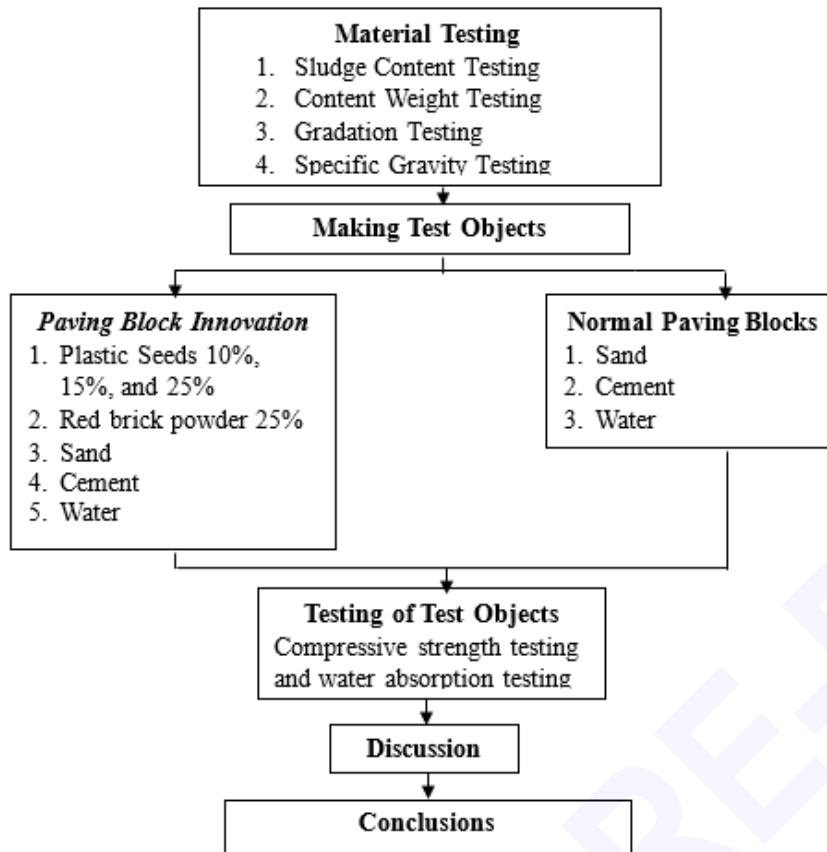 Material Testing
1. Sludge Content Testing
2. Content Weight Testing
3. Gradation Testing
4. Specific Gravity Testing
Making Test Objects
Paving Block Innovation
1. Plastic Seeds 10%,
15%, and 25%
2. Red brick powder 25%
3. Sand
4. Cement
5. Water
Normal Paving Blocks
1. Sand
2. Cement
3. Water
Testing of Test Objects
Compressive strength testing
and water absorption testing
Discussion
Conclusions